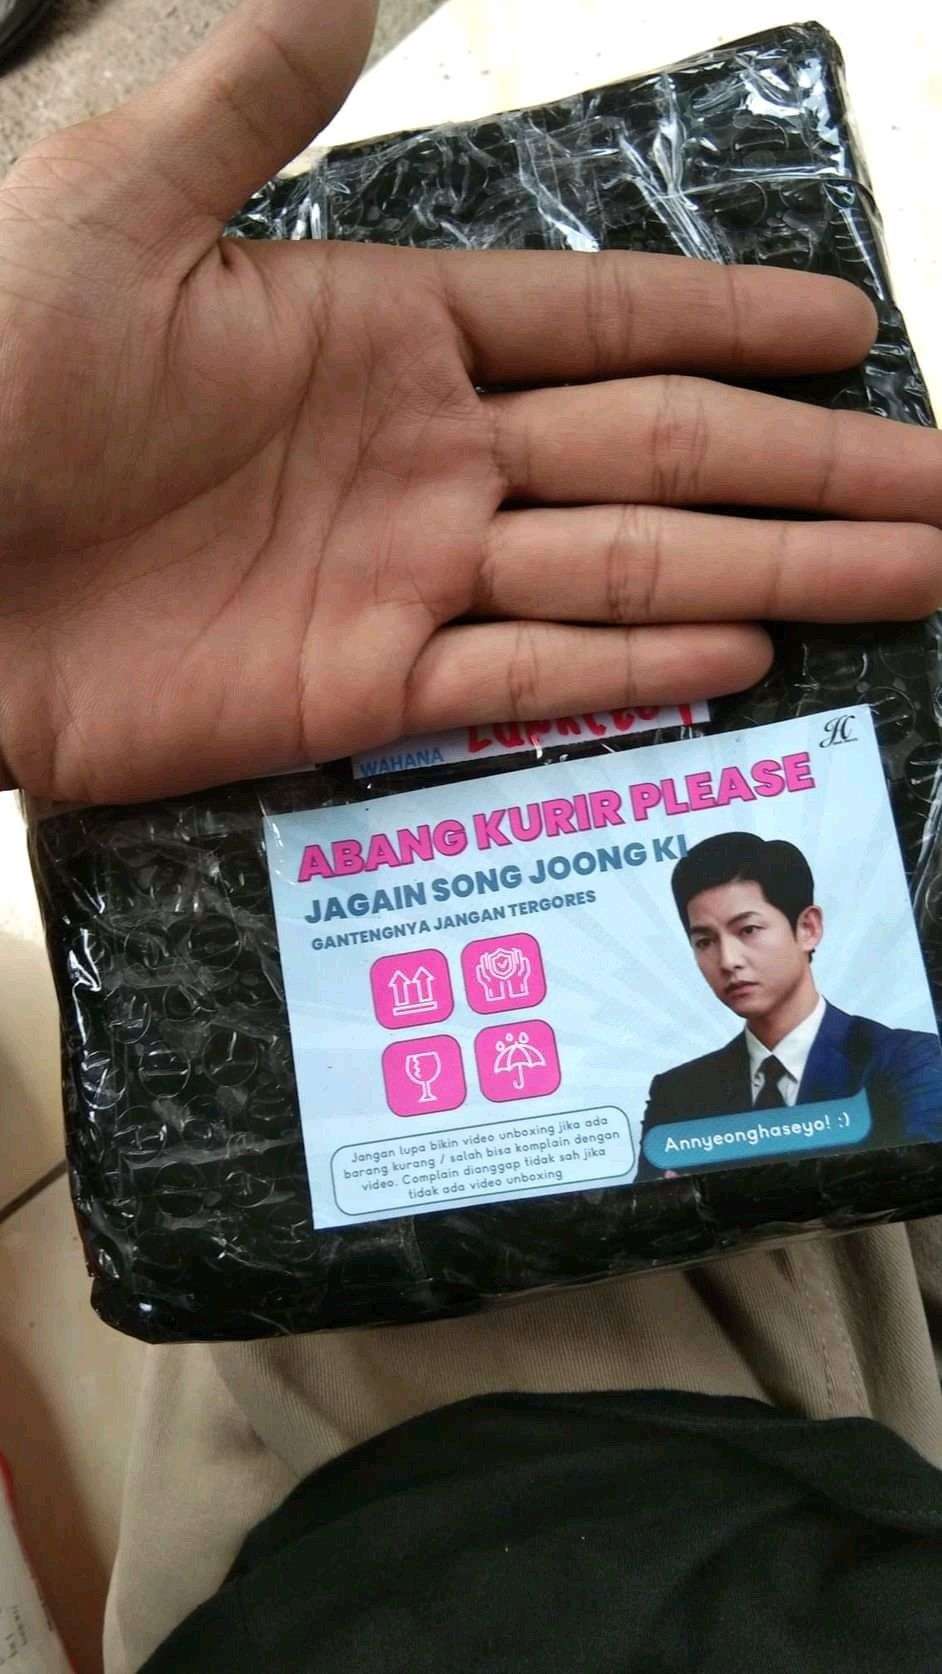 WAHANA
ABANG KURIR PLEASE
JAGAIN SONG JOONG KI
GANTENGNYA JANGAN TERGORES
Jangan lupa bikin video unboxing jika ada
barang kurang / salah bisa komplain dengan
video. Complain dianggap tidak sah jika
tidak ada video unboxing
Annyeonghaseyo! :)